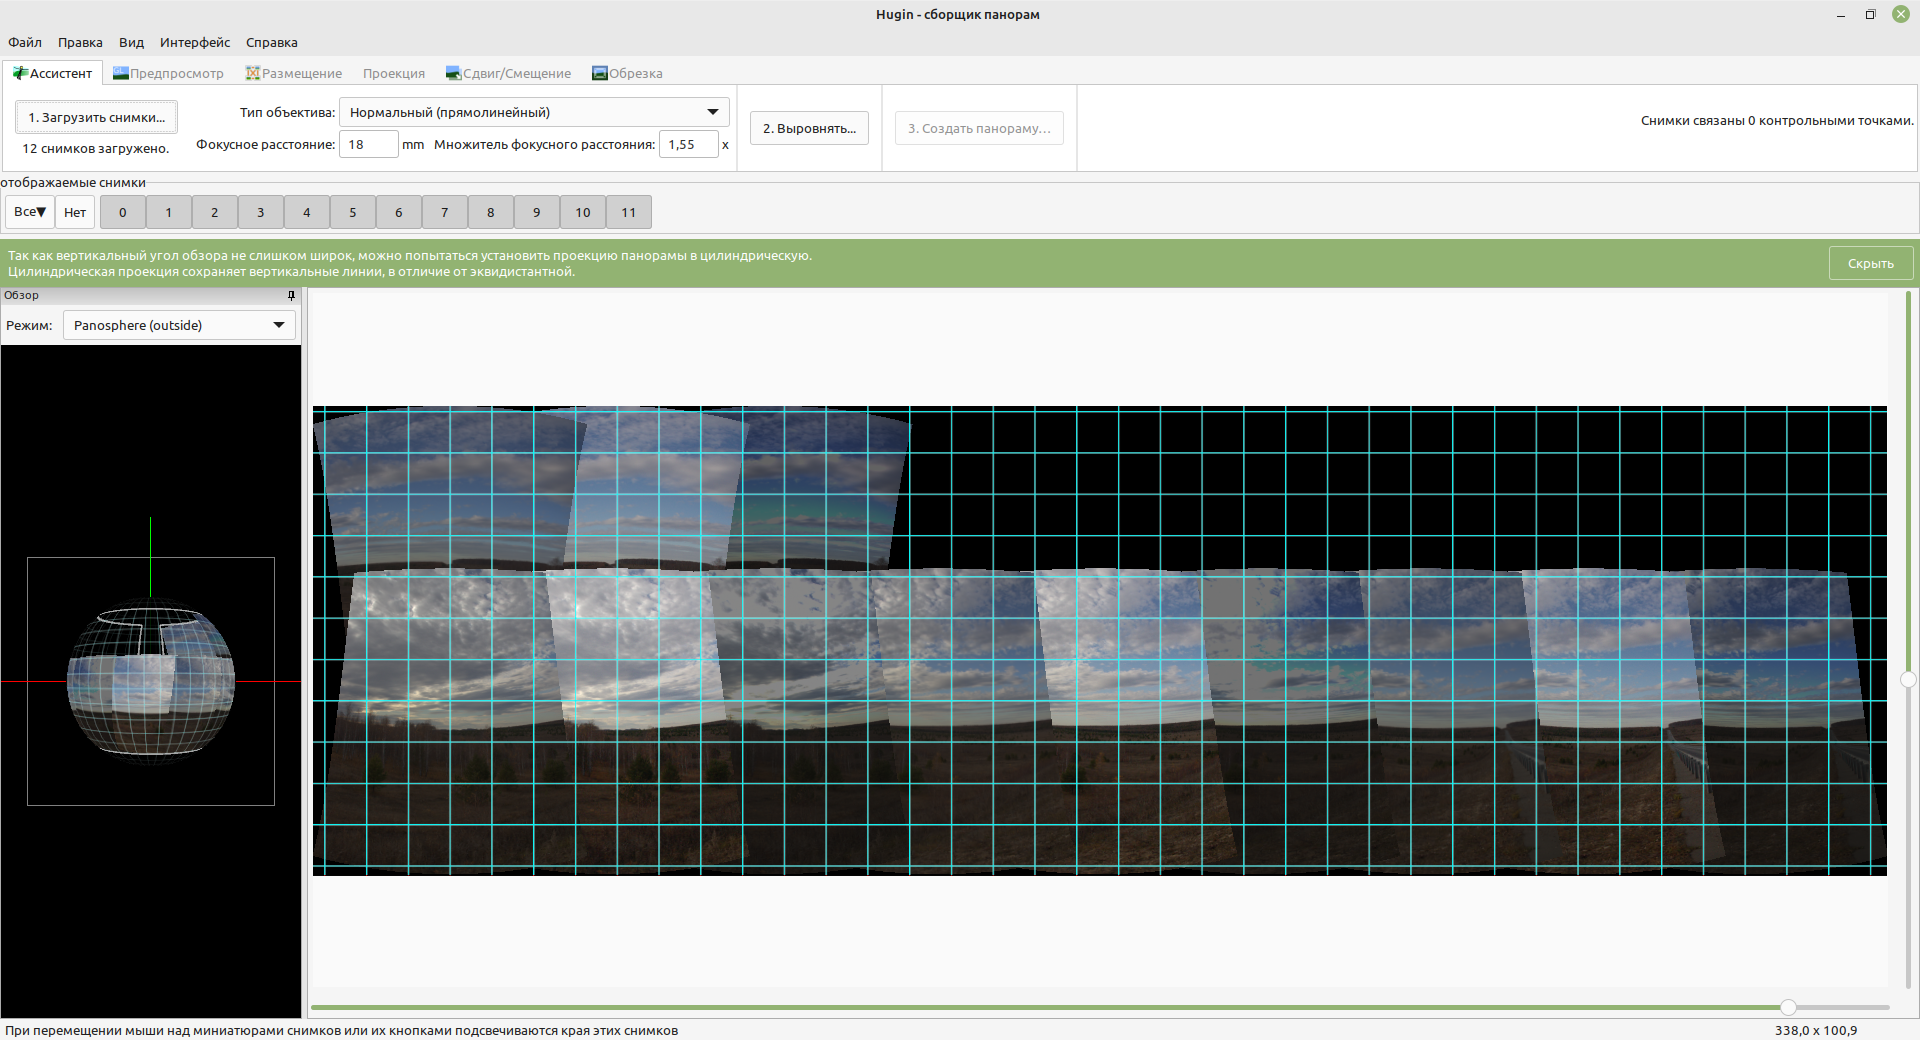 Hugin - сборщик панорам
Файл Правка Вид Интерфейс Справка
Ассистент Предпросмотр Размещение Проекция Сдвиг/Смещение Обрезка
1. Загрузить снимки...
12 снимков загружено.
Тип объектива: Нормальный (прямолинейный)
Фокусное расстояние: 18 mm Множитель фокусного расстояния: 1,55 x
2. Выровнять...
3. Создать панораму...
Снимки связаны 0 контрольными точками.
отображаемые снимки
Все▼ Нет 0 1 2 3 4 5 6 7 8 9 10 11
Так как вертикальный угол обзора не слишком широк, можно попытаться установить проекцию панорамы в цилиндрическую.
Цилиндрическая проекция сохраняет вертикальные линии, в отличие от эквидистантной.
Скрыть
Обзор
Режим: Panosphere (outside)
При перемещении мыши над миниатюрами снимков или их кнопками подсвечиваются края этих снимков
338,0 x 100,9